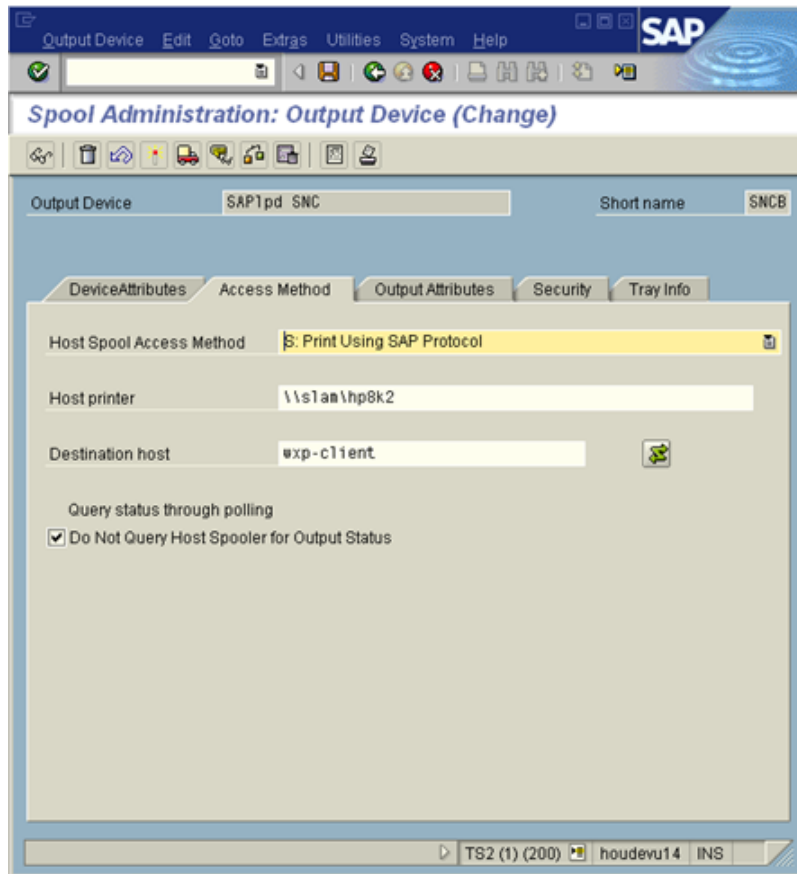 Output Device Edit Goto Extras Utilities System Help
SAP
Spool Administration: Output Device (Change)
Output Device SAPlpd SNC Short name SNCB
DeviceAttributes Access Method Output Attributes Security Tray Info
Host Spool Access Method S: Print Using SAP Protocol
Host printer \\slam\hp8k2
Destination host wxp-client
Query status through polling
Do Not Query Host Spooler for Output Status
TS2 (1) (200) houdevu14 INS